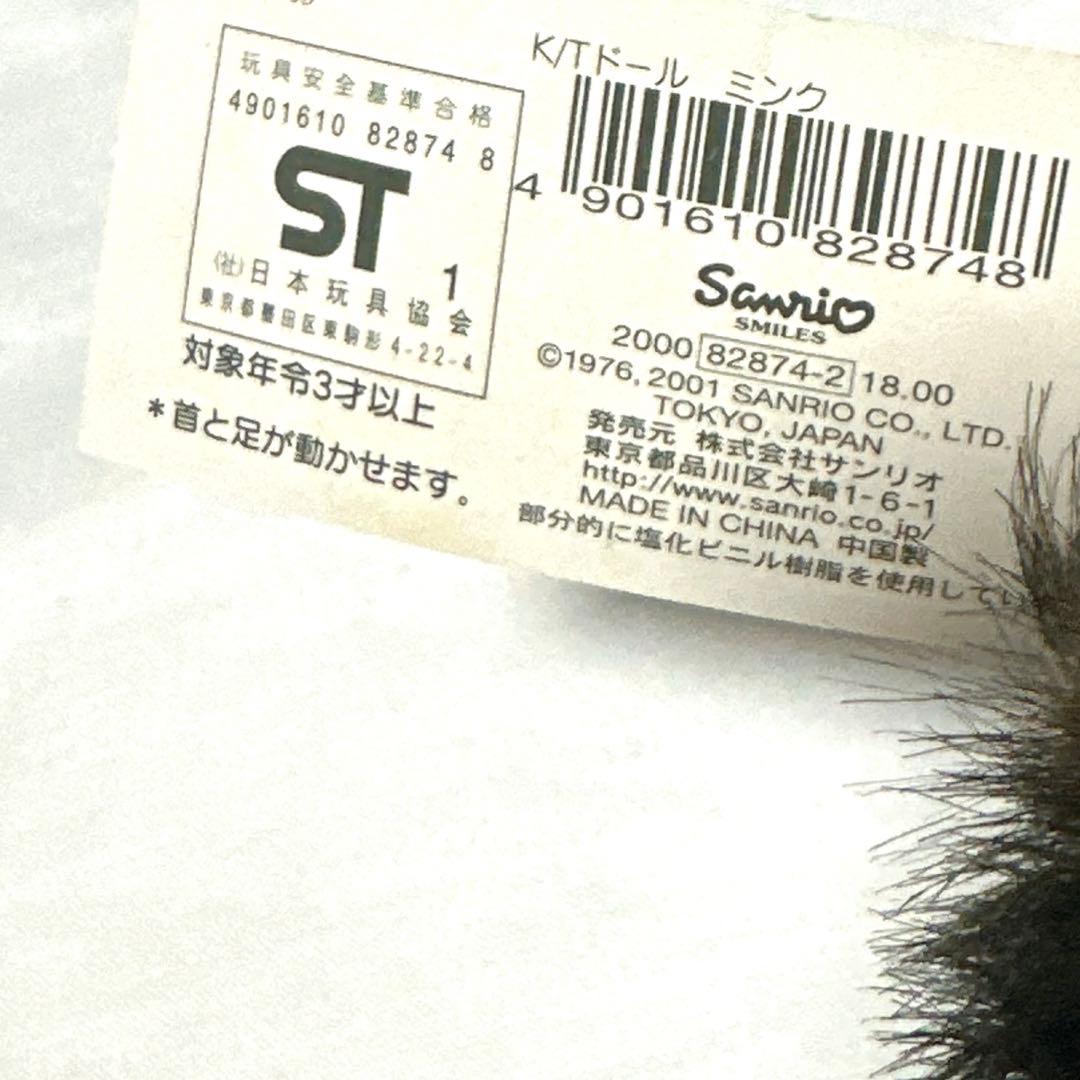 玩具安全基準合格
4901610 82874 8
ST 1
(社)日本玩具協会
東京都墨田区東駒形 4-22-4
対象年令3才以上
*首と足が動かせます。
K/Tドール ミンク
4 901610 828748
Sanrio
SMILES
2000 82874-2 18.00
©1976, 2001 SANRIO CO., LTD.
TOKYO, JAPAN
発売元 株式会社サンリオ
東京都品川区大崎1-6-1
http://www.sanrio.co.jp/
MADE IN CHINA 中国製
部分的に塩化ビニル樹脂を使用してい